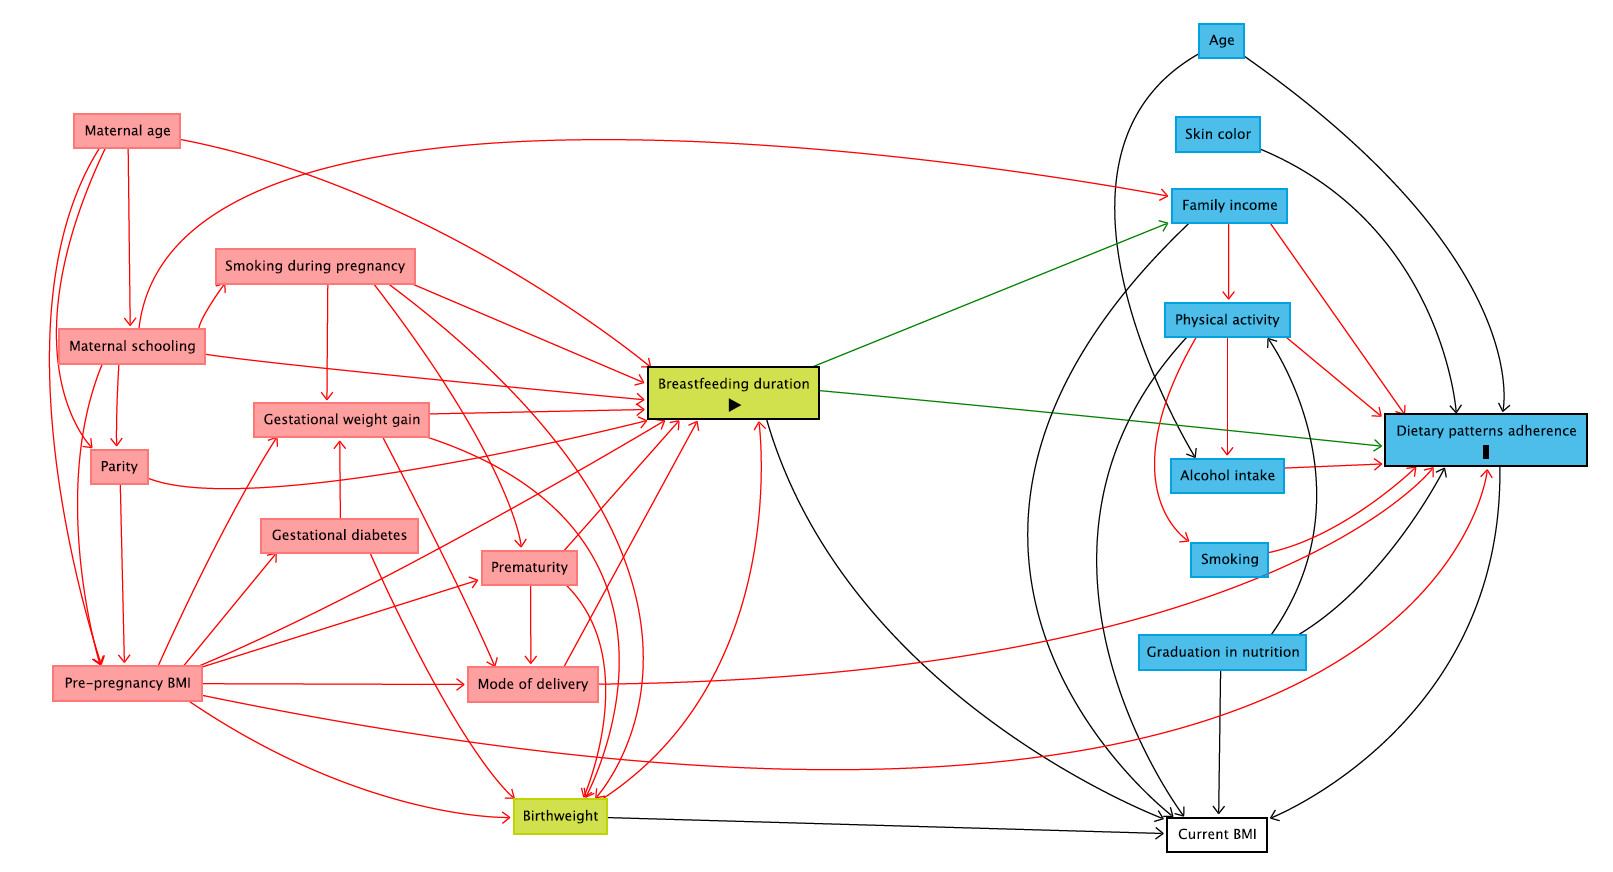 Age
Maternal age
Skin color
Family income
Smoking during pregnancy
Physical activity
Maternal schooling
Breastfeeding duration
Gestational weight gain
Dietary patterns adherence
Parity
Alcohol intake
Gestational diabetes
Prematurity
Smoking
Graduation in nutrition
Pre-pregnancy BMI
Mode of delivery
Birthweight
Current BMI